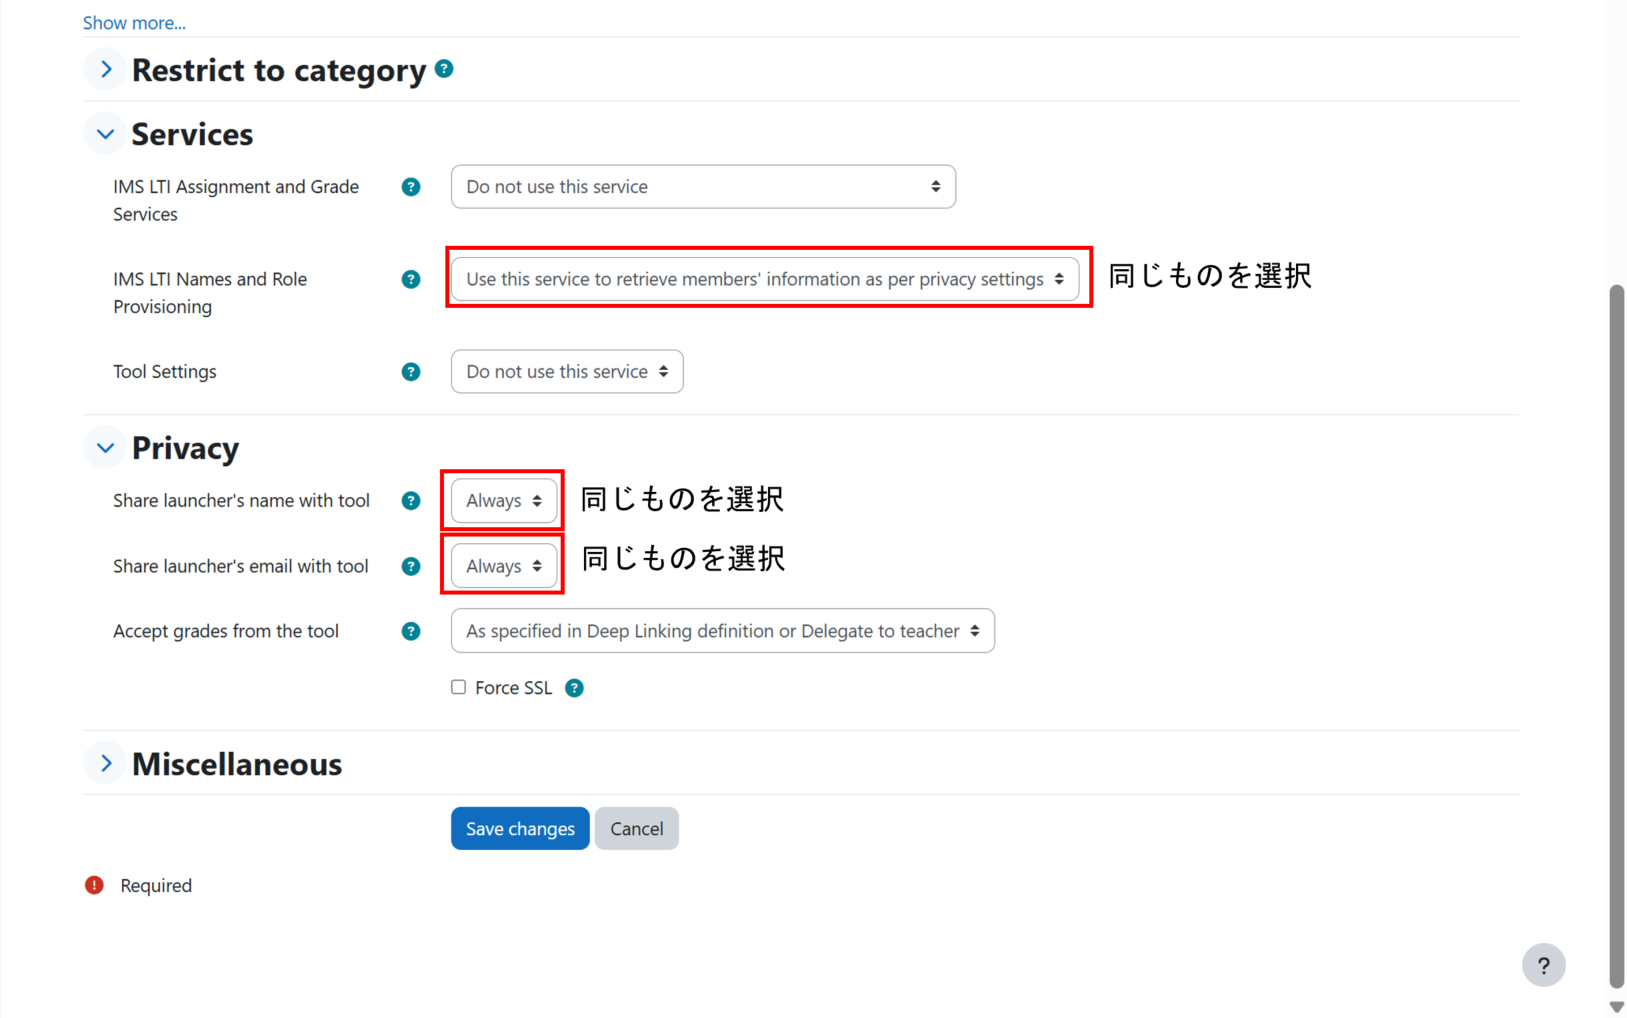 Show more...
Restrict to category ?
Services
IMS LTI Assignment and Grade Services ? Do not use this service
IMS LTI Names and Role Provisioning ? Use this service to retrieve members' information as per privacy settings 同じものを選択
Tool Settings ? Do not use this service
Privacy
Share launcher's name with tool ? Always 同じものを選択
Share launcher's email with tool ? Always 同じものを選択
Accept grades from the tool ? As specified in Deep Linking definition or Delegate to teacher
Force SSL ?
Miscellaneous
Save changes Cancel
! Required
?